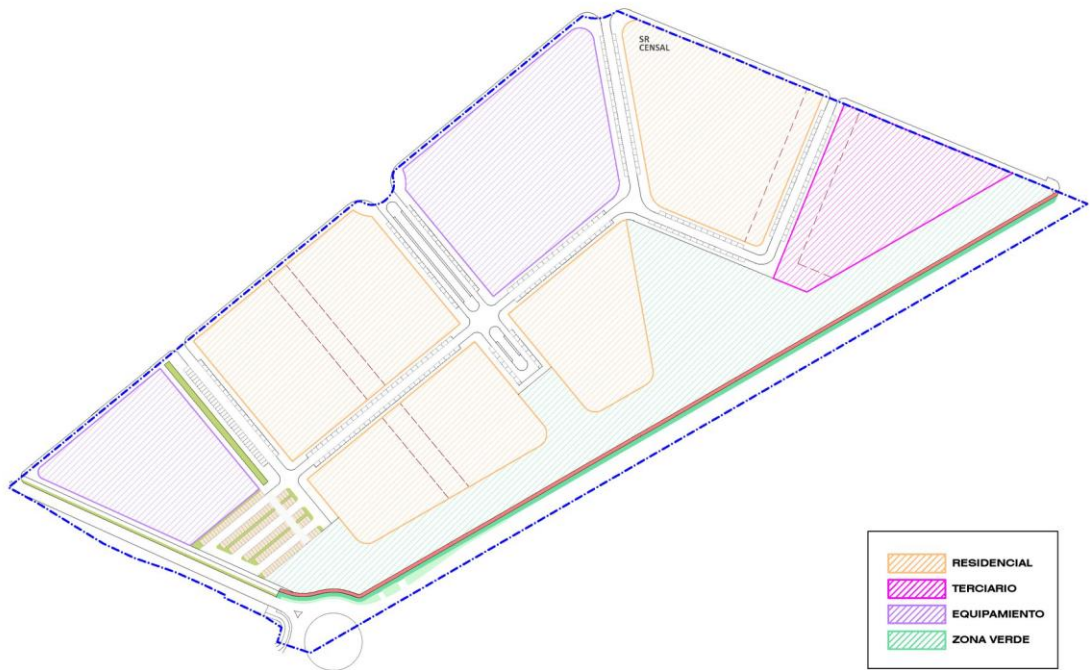 SR
CENSAL
RESIDENCIAL
TERCIARIO
EQUIPAMIENTO
ZONA VERDE